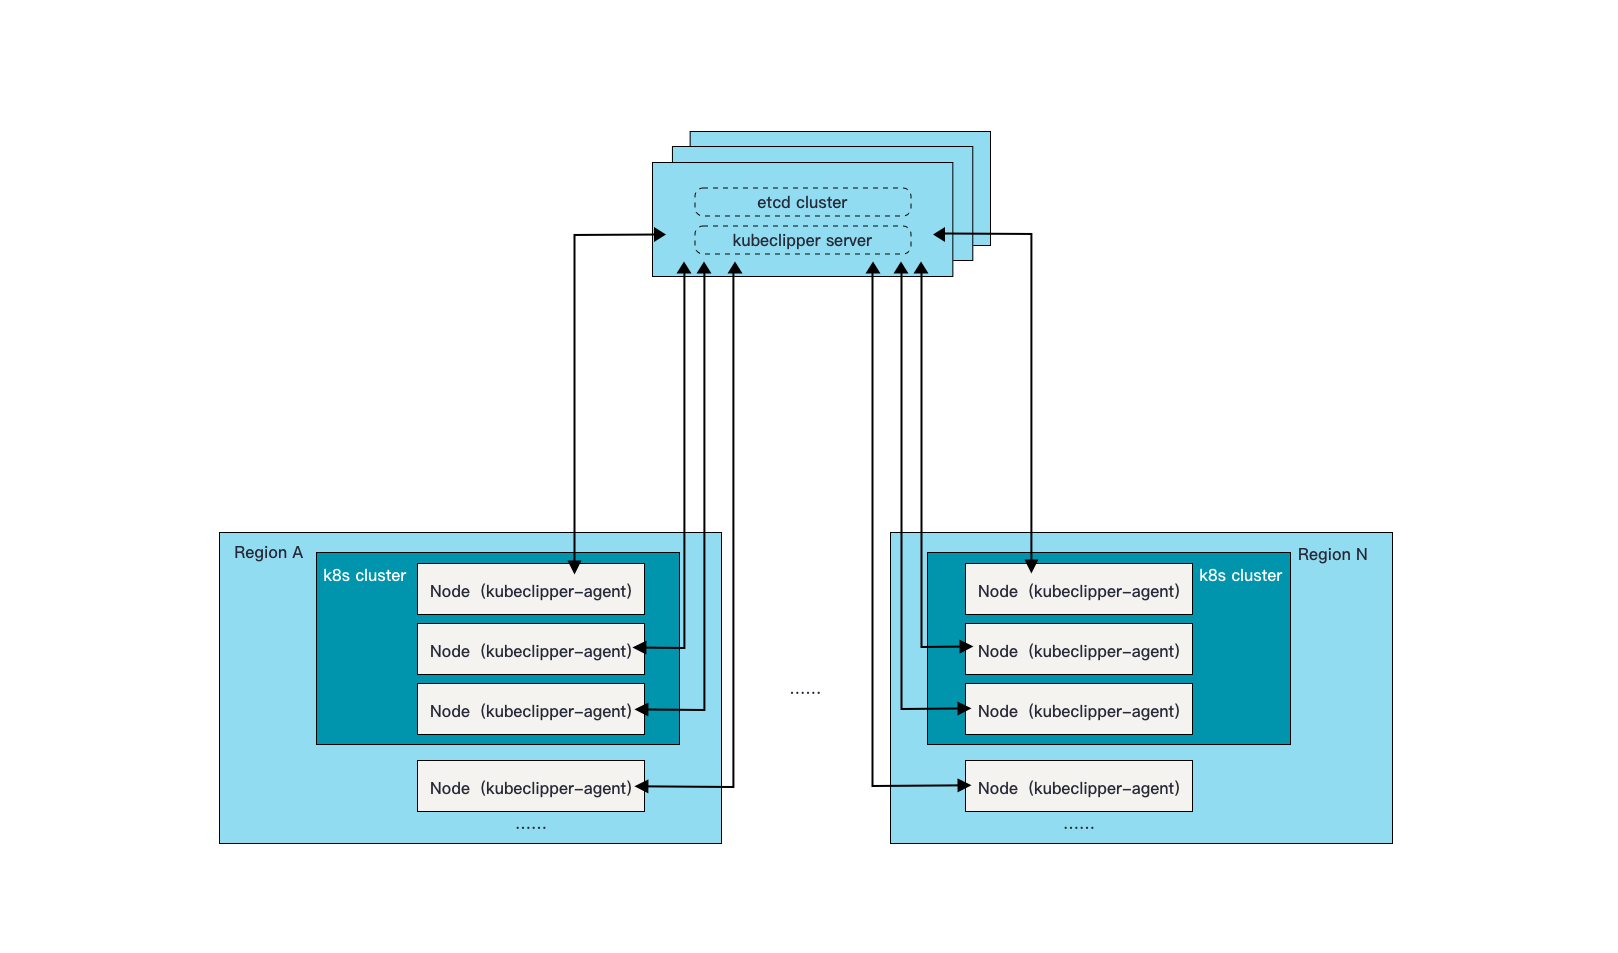 etcd cluster
kubeclipper server
Region A
k8s cluster
Node（kubeclipper-agent)
Node（kubeclipper-agent)
Node（kubeclipper-agent)
Node（kubeclipper-agent)
······
······
Region N
k8s cluster
Node（kubeclipper-agent)
Node（kubeclipper-agent)
Node（kubeclipper-agent)
Node（kubeclipper-agent)
······